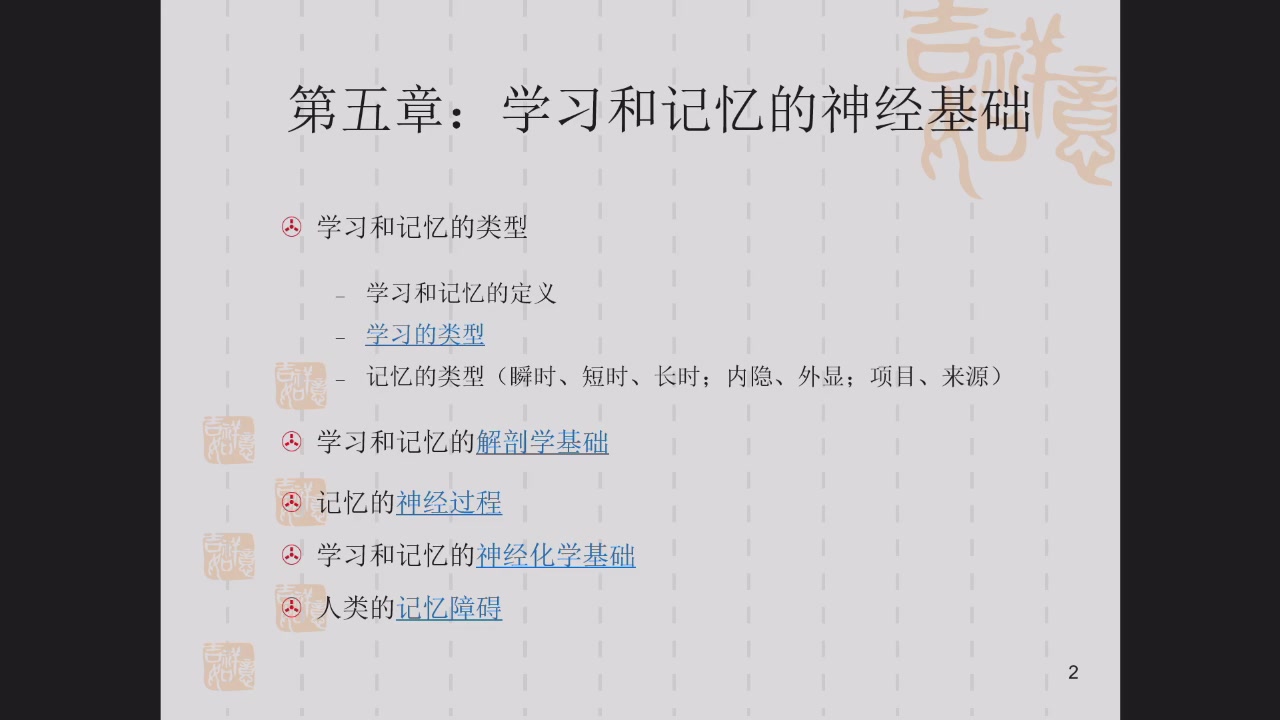 第五章：学习和记忆的神经基础
学习和记忆的类型
– 学习和记忆的定义
– 学习的类型
– 记忆的类型（瞬时、短时、长时；内隐、外显；项目、来源）
学习和记忆的解剖学基础
记忆的神经过程
学习和记忆的神经化学基础
人类的记忆障碍
2